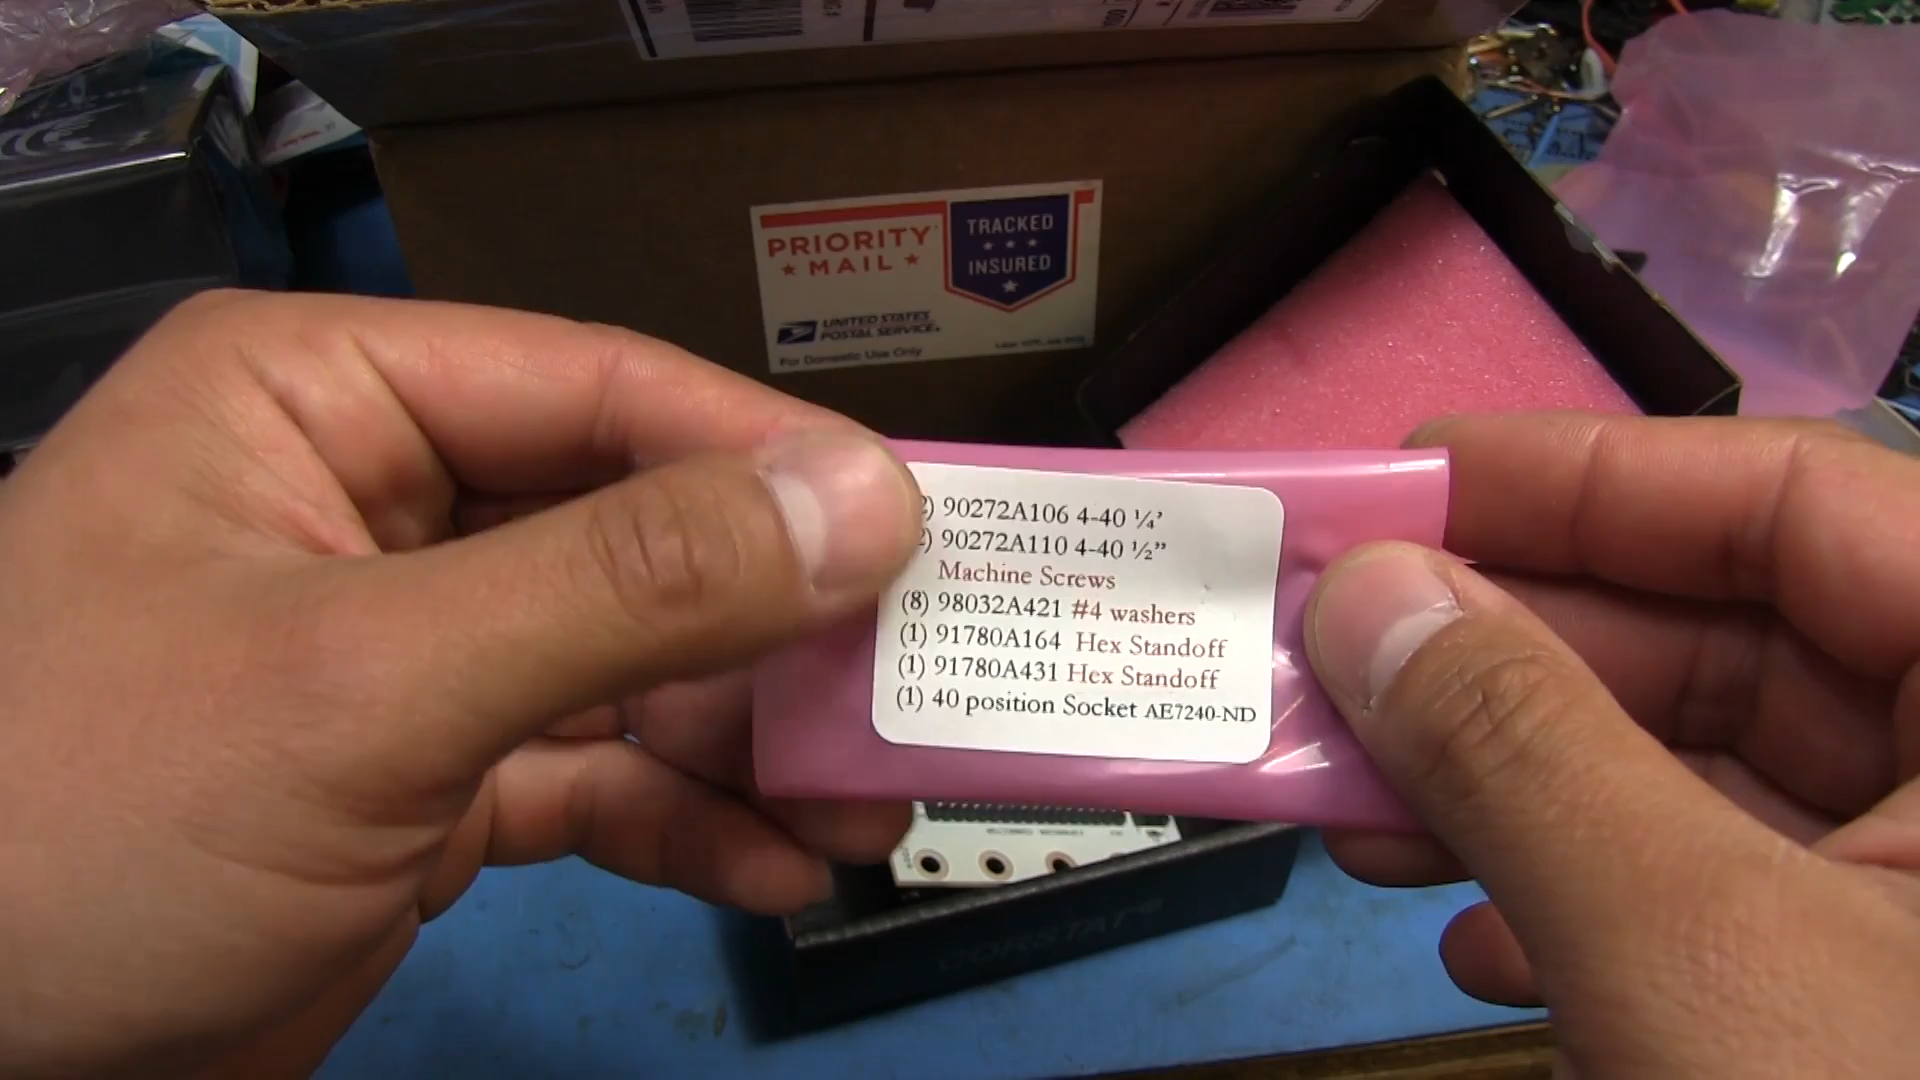 PRIORITY
MAIL
TRACKED
INSURED
UNITED STATES
POSTAL SERVICE
For Domestic Use Only
2) 90272A106 4-40 ¼'
2) 90272A110 4-40 ½"
Machine Screws
(8) 98032A421 #4 washers
(1) 91780A164 Hex Standoff
(1) 91780A431 Hex Standoff
(1) 40 position Socket AE7240-ND